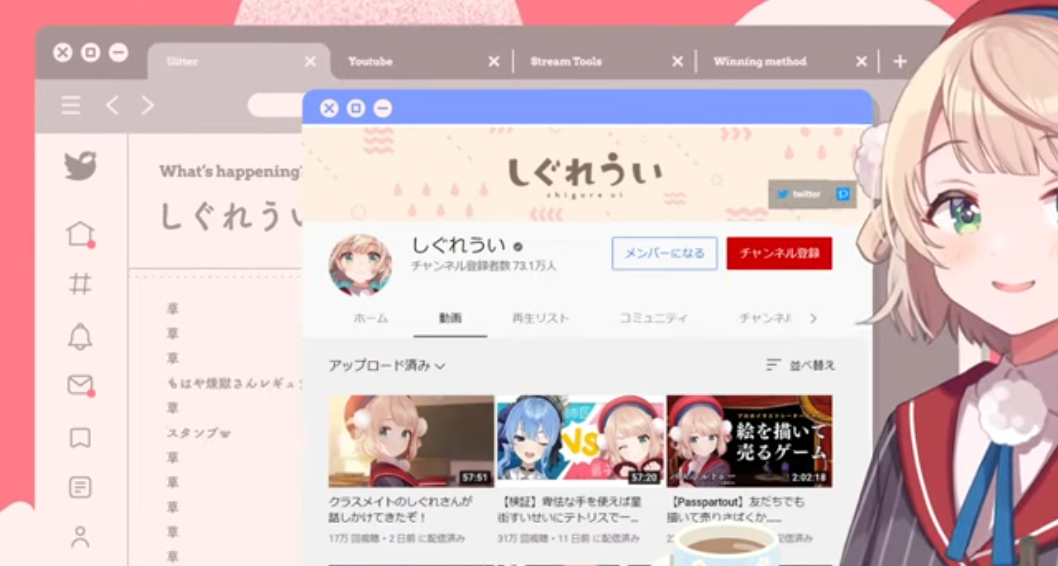 Uitter
Youtube
Stream Tools
Winning method
What's happening?
しぐれうい
しぐれうい
shigure ui
twitter
しぐれうい
チャンネル登録者数 73.1万人
メンバーになる
チャンネル登録
ホーム
動画
再生リスト
コミュニティ
チャンネル
アップロード済み
並べ替え
草
草
草
もはや煉獄さんレギュ
草
スタンプw
草
草
草
草
草
絵を描いて
売るゲーム
VS
57:51
57:20
2:02:18
クラスメイトのしぐれさんが
話しかけてきたぞ！
17万 回視聴・2 日前 に配信済み
【検証】卑怯な手を使えば星
街すいせいにテトリスで一...
31万 回視聴・11 日前 に配信済み
【Passpartout】友だちでも
描いて売りさばくか......